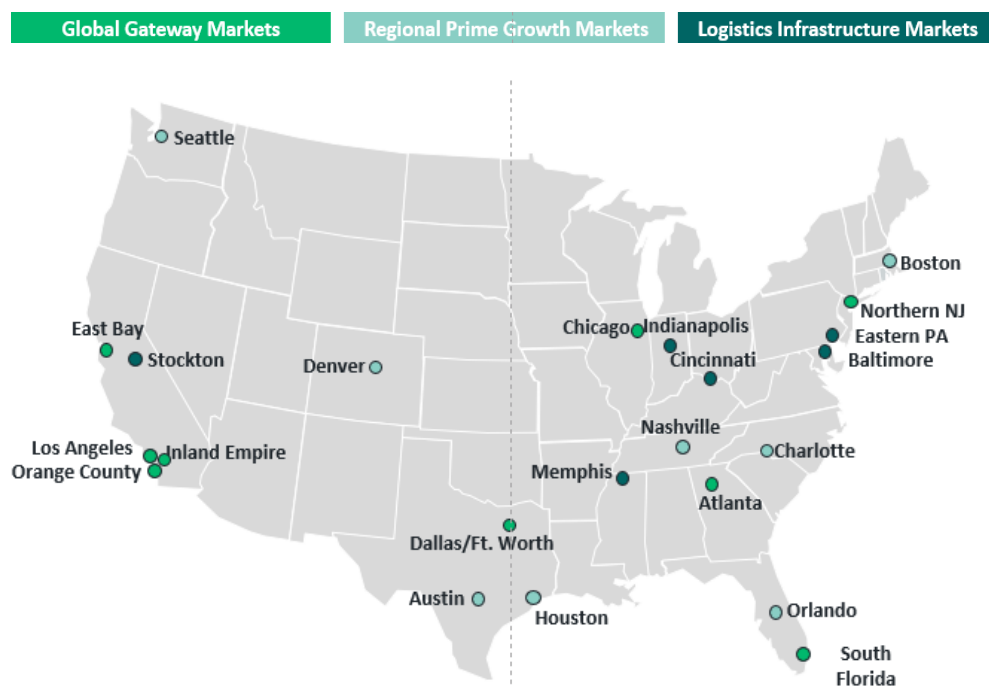 Global Gateway Markets
Regional Prime Growth Markets
Logistics Infrastructure Markets
Seattle
Boston
Northern NJ
East Bay
Chicago
Indianapolis
Eastern PA
Stockton
Denver
Cincinnati
Baltimore
Nashville
Los Angeles
Inland Empire
Charlotte
Orange County
Memphis
Atlanta
Dallas/Ft. Worth
Austin
Houston
Orlando
South
Florida